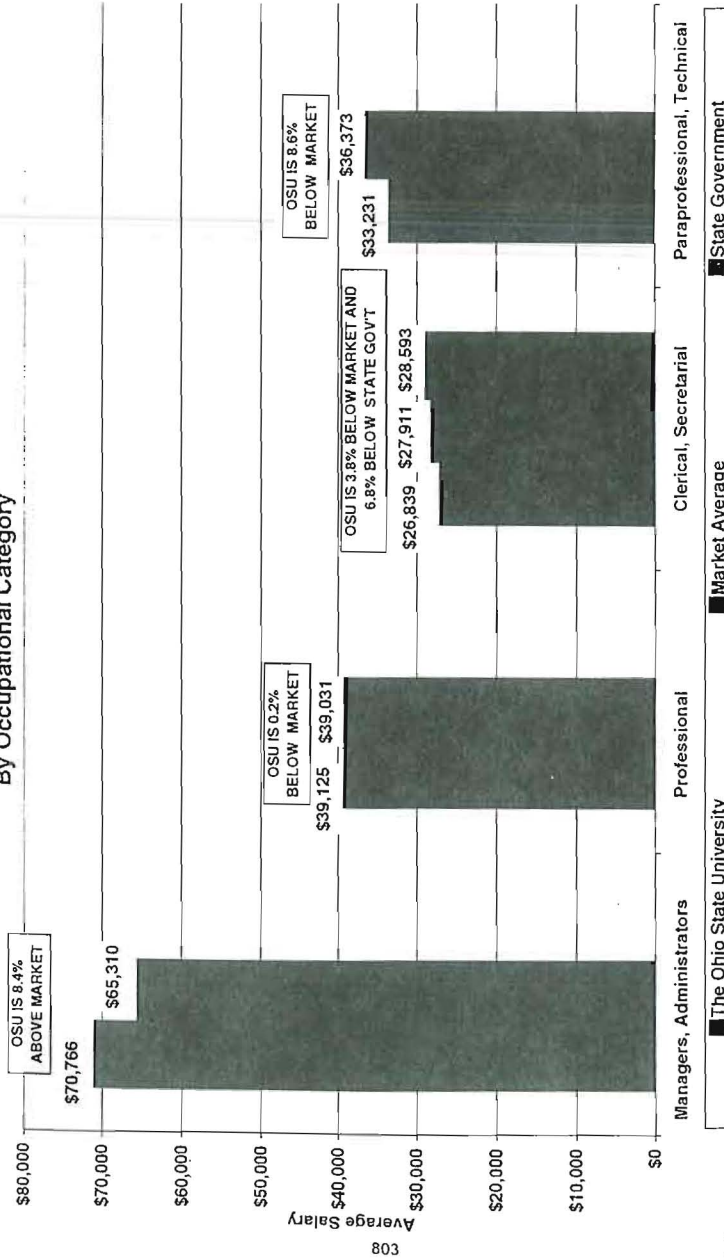 By Occupational Category
$80,000
$70,000
$60,000
$50,000
$40,000
$30,000
$20,000
$10,000
$0
Average Salary
OSU IS 8.4%
ABOVE MARKET
$70,766
$65,310
OSU IS 0.2%
BELOW MARKET
$39,125
$39,031
OSU IS 3.8% BELOW MARKET AND
6.8% BELOW STATE GOV'T
$26,839
$27,911
$28,593
OSU IS 8.6%
BELOW MARKET
$33,231
$36,373
Managers, Administrators
Professional
Clerical, Secretarial
Paraprofessional, Technical
The Ohio State University
Market Average
State Government
803